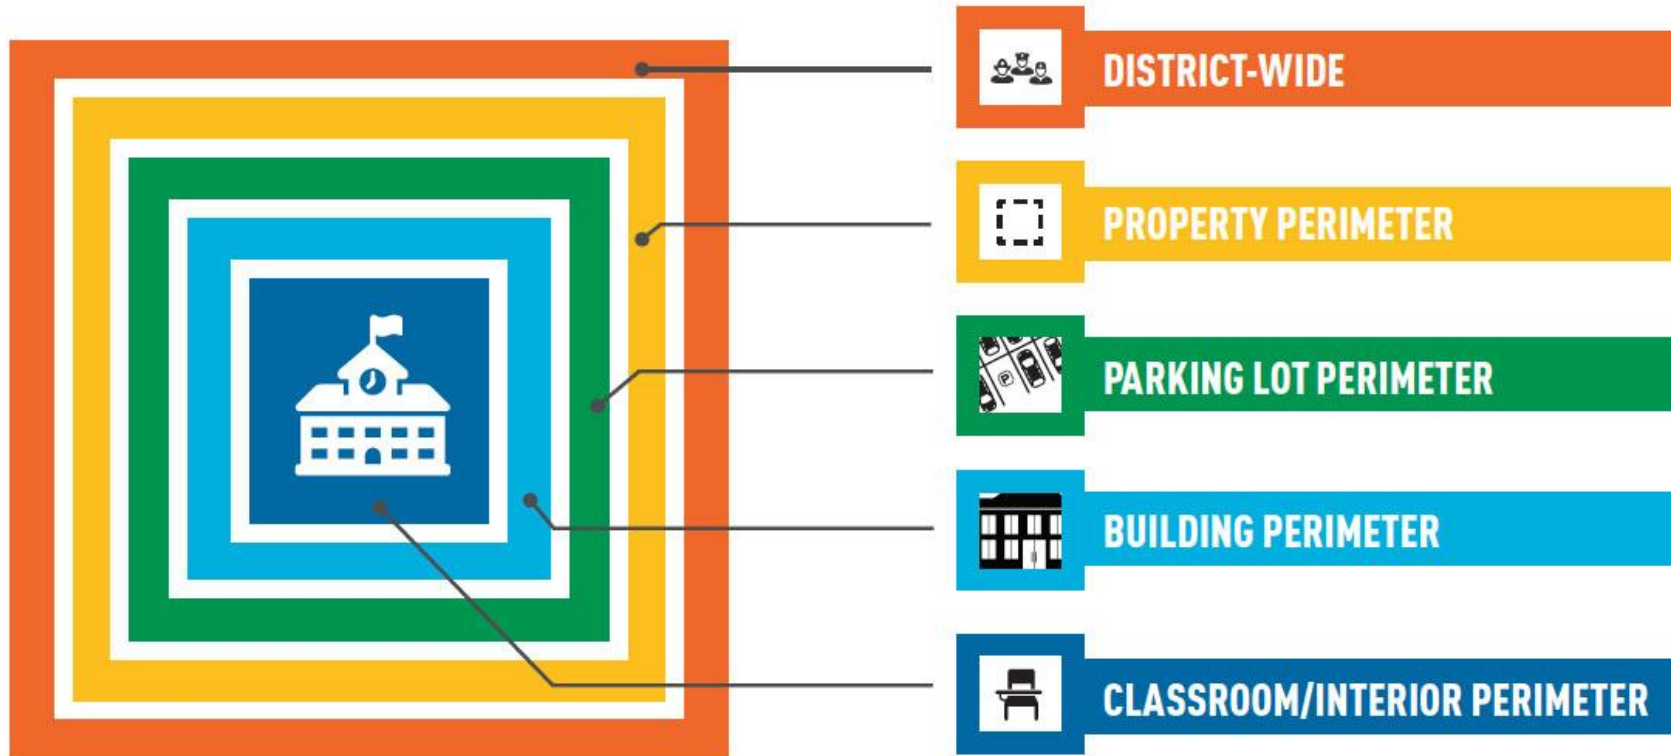 DISTRICT-WIDE
PROPERTY PERIMETER
P
PARKING LOT PERIMETER
BUILDING PERIMETER
CLASSROOM/INTERIOR PERIMETER